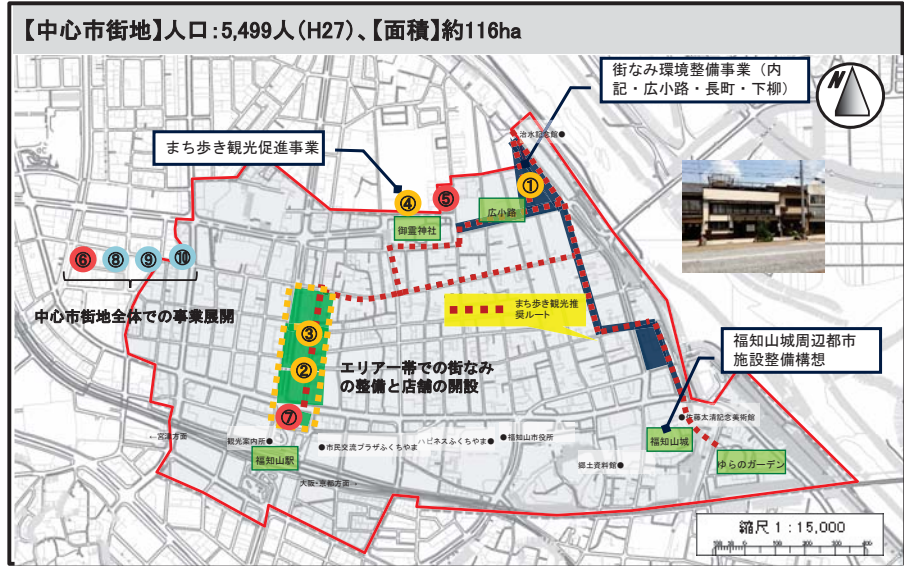 【中心市街地】人口：5,499人（H27）、【面積】約116ha
街なみ環境整備事業（内
記・広小路・長町・下柳）
N
治水記念館●
まち歩き観光促進事業
①
④
⑤
広小路
御霊神社
⑥
⑧
⑨
⑩
中心市街地全体での事業展開
まち歩き観光推
奨ルート
③
エリア一帯での街なみ
の整備と店舗の開設
②
福知山城周辺都市
施設整備構想
⑦
●佐藤太清記念美術館
←宮津方面
観光案内所●
●市民交流プラザふくちやま
ハピネスふくちやま●
●福知山市役所
福知山城
福知山駅
郷土資料館●
ゆらのガーデン
大阪・京都方面→
縮尺 1：15,000